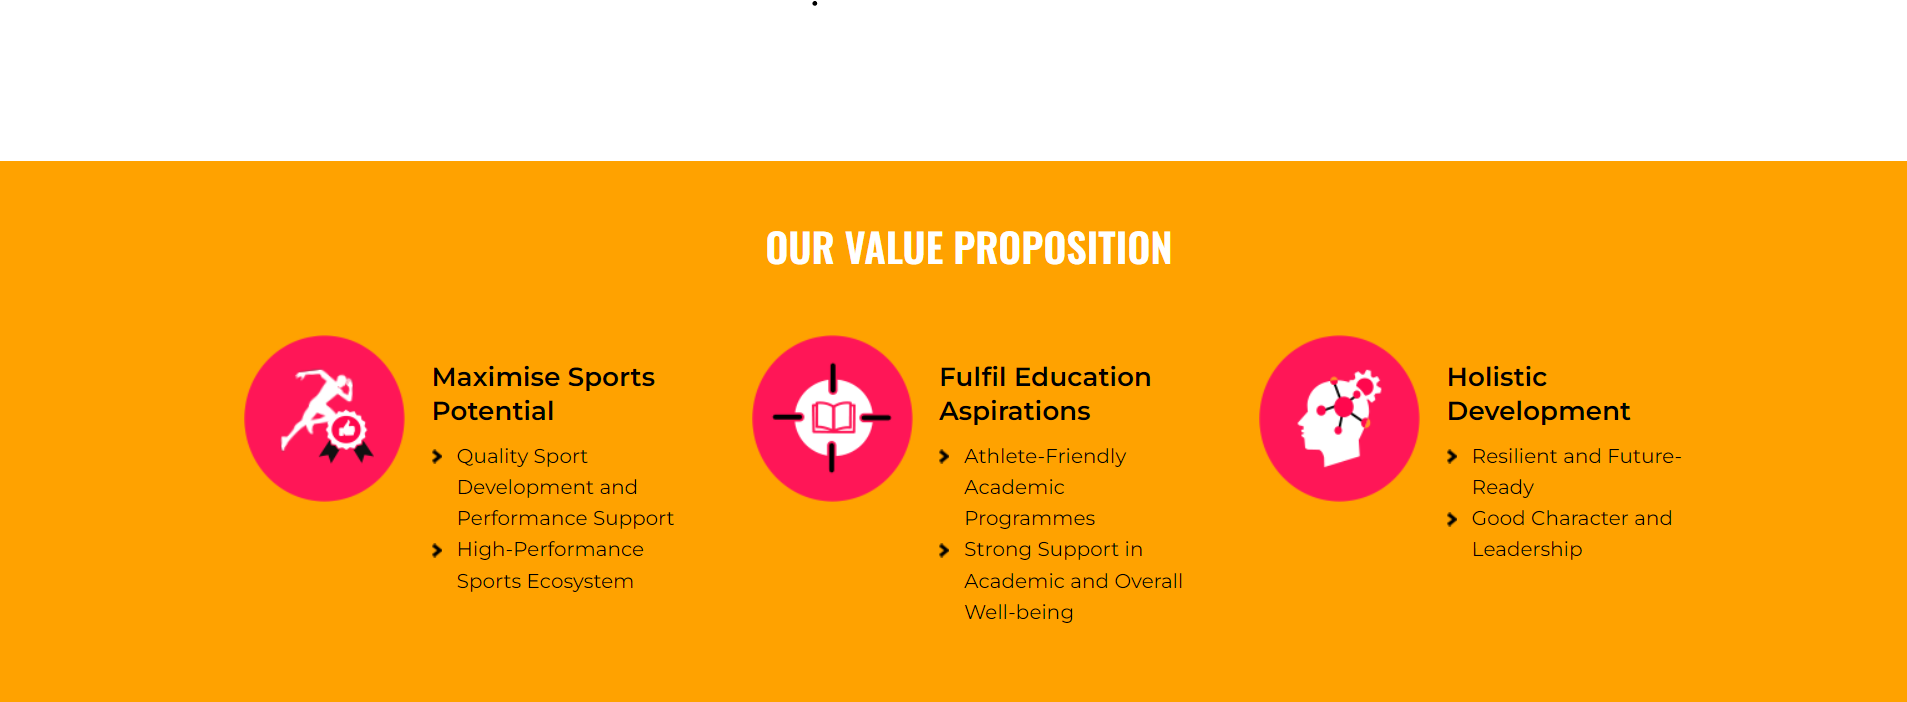 OUR VALUE PROPOSITION
Maximise Sports
Potential
Quality Sport
Development and
Performance Support
High-Performance
Sports Ecosystem
Fulfil Education
Aspirations
Athlete-Friendly
Academic
Programmes
Strong Support in
Academic and Overall
Well-being
Holistic
Development
Resilient and Future-
Ready
Good Character and
Leadership